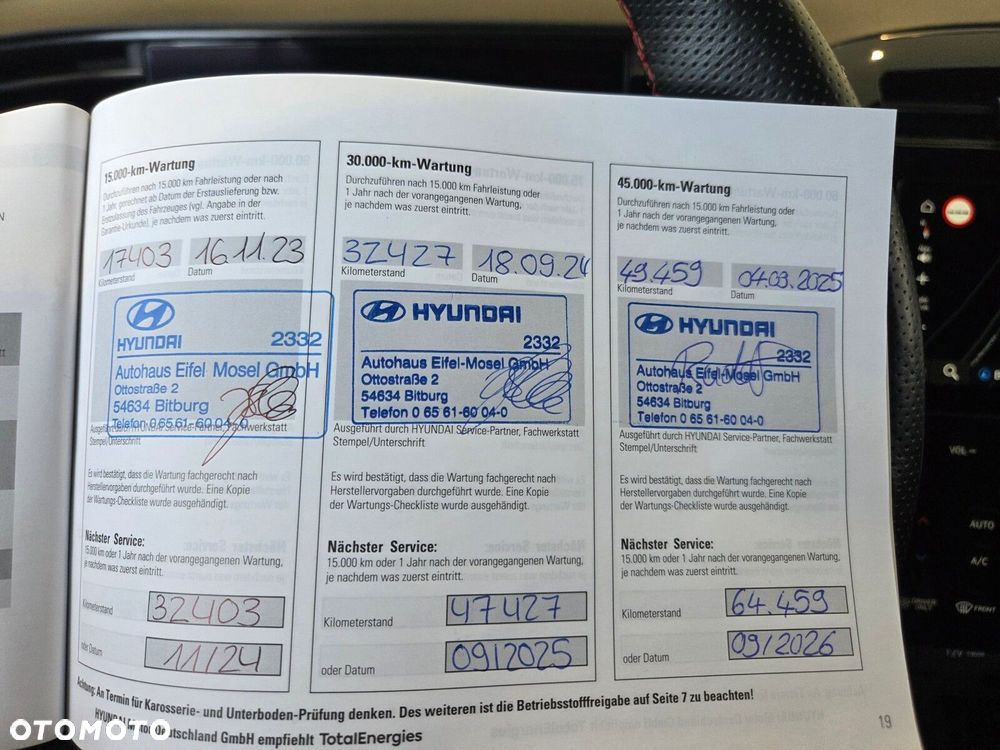 15.000-km-Wartung
Durchzuführen nach 15.000 km Fahrleistung oder nach
1 Jahr, gerechnet ab Datum der Erstauslieferung bzw.
Erstzulassung des Fahrzeuges (vgl. Angabe in der
Garantie-Urkunde), je nachdem was zuerst eintritt.
17403 16.11.23
Kilometerstand Datum
HYUNDAI 2332
Autohaus Eifel Mosel GmbH
Ottostraße 2
54634 Bitburg
Telefon 0 65 61-60 04-0
Ausgeführt durch HYUNDAI Service-Partner, Fachwerkstatt
Stempel/Unterschrift
Es wird bestätigt, dass die Wartung fachgerecht nach
Herstellervorgaben durchgeführt wurde. Eine Kopie
der Wartungs-Checkliste wurde ausgehändigt.
Nächster Service:
15.000 km oder 1 Jahr nach der vorangegangenen Wartung,
je nachdem was zuerst eintritt.
Kilometerstand 32403
oder Datum 11/24
30.000-km-Wartung
Durchzuführen nach 15.000 km Fahrleistung oder
1 Jahr nach der vorangegangenen Wartung,
je nachdem was zuerst eintritt.
32427 18.09.24
Kilometerstand Datum
HYUNDAI
2332
Autohaus Eifel-Mosel GmbH
Ottostraße 2
54634 Bitburg
Telefon 0 65 61-60 04-0
Ausgeführt durch HYUNDAI Service-Partner, Fachwerkstatt
Stempel/Unterschrift
Es wird bestätigt, dass die Wartung fachgerecht nach
Herstellervorgaben durchgeführt wurde. Eine Kopie
der Wartungs-Checkliste wurde ausgehändigt.
Nächster Service:
15.000 km oder 1 Jahr nach der vorangegangenen Wartung,
je nachdem was zuerst eintritt.
Kilometerstand 47427
oder Datum 09/2025
45.000-km-Wartung
Durchzuführen nach 15.000 km Fahrleistung oder
1 Jahr nach der vorangegangenen Wartung,
je nachdem was zuerst eintritt.
49.459 04.09.2025
Kilometerstand Datum
HYUNDAI
2332
Autohaus Eifel-Mosel GmbH
Ottostraße 2
54634 Bitburg
Telefon 0 65 61-60 04-0
Ausgeführt durch HYUNDAI Service-Partner, Fachwerkstatt
Stempel/Unterschrift
Es wird bestätigt, dass die Wartung fachgerecht nach
Herstellervorgaben durchgeführt wurde. Eine Kopie
der Wartungs-Checkliste wurde ausgehändigt.
Nächster Service:
15.000 km oder 1 Jahr nach der vorangegangenen Wartung,
je nachdem was zuerst eintritt.
Kilometerstand 64.459
oder Datum 09/2026
Achtung: An Termin für Karosserie- und Unterboden-Prüfung denken. Des weiteren ist die Betriebsstofffreigabe auf Seite 7 zu beachten!
HYUNDAI Motor Deutschland GmbH empfiehlt TotalEnergies
19
VOL
AUTO
A/C
FRONT
OTOMOTO